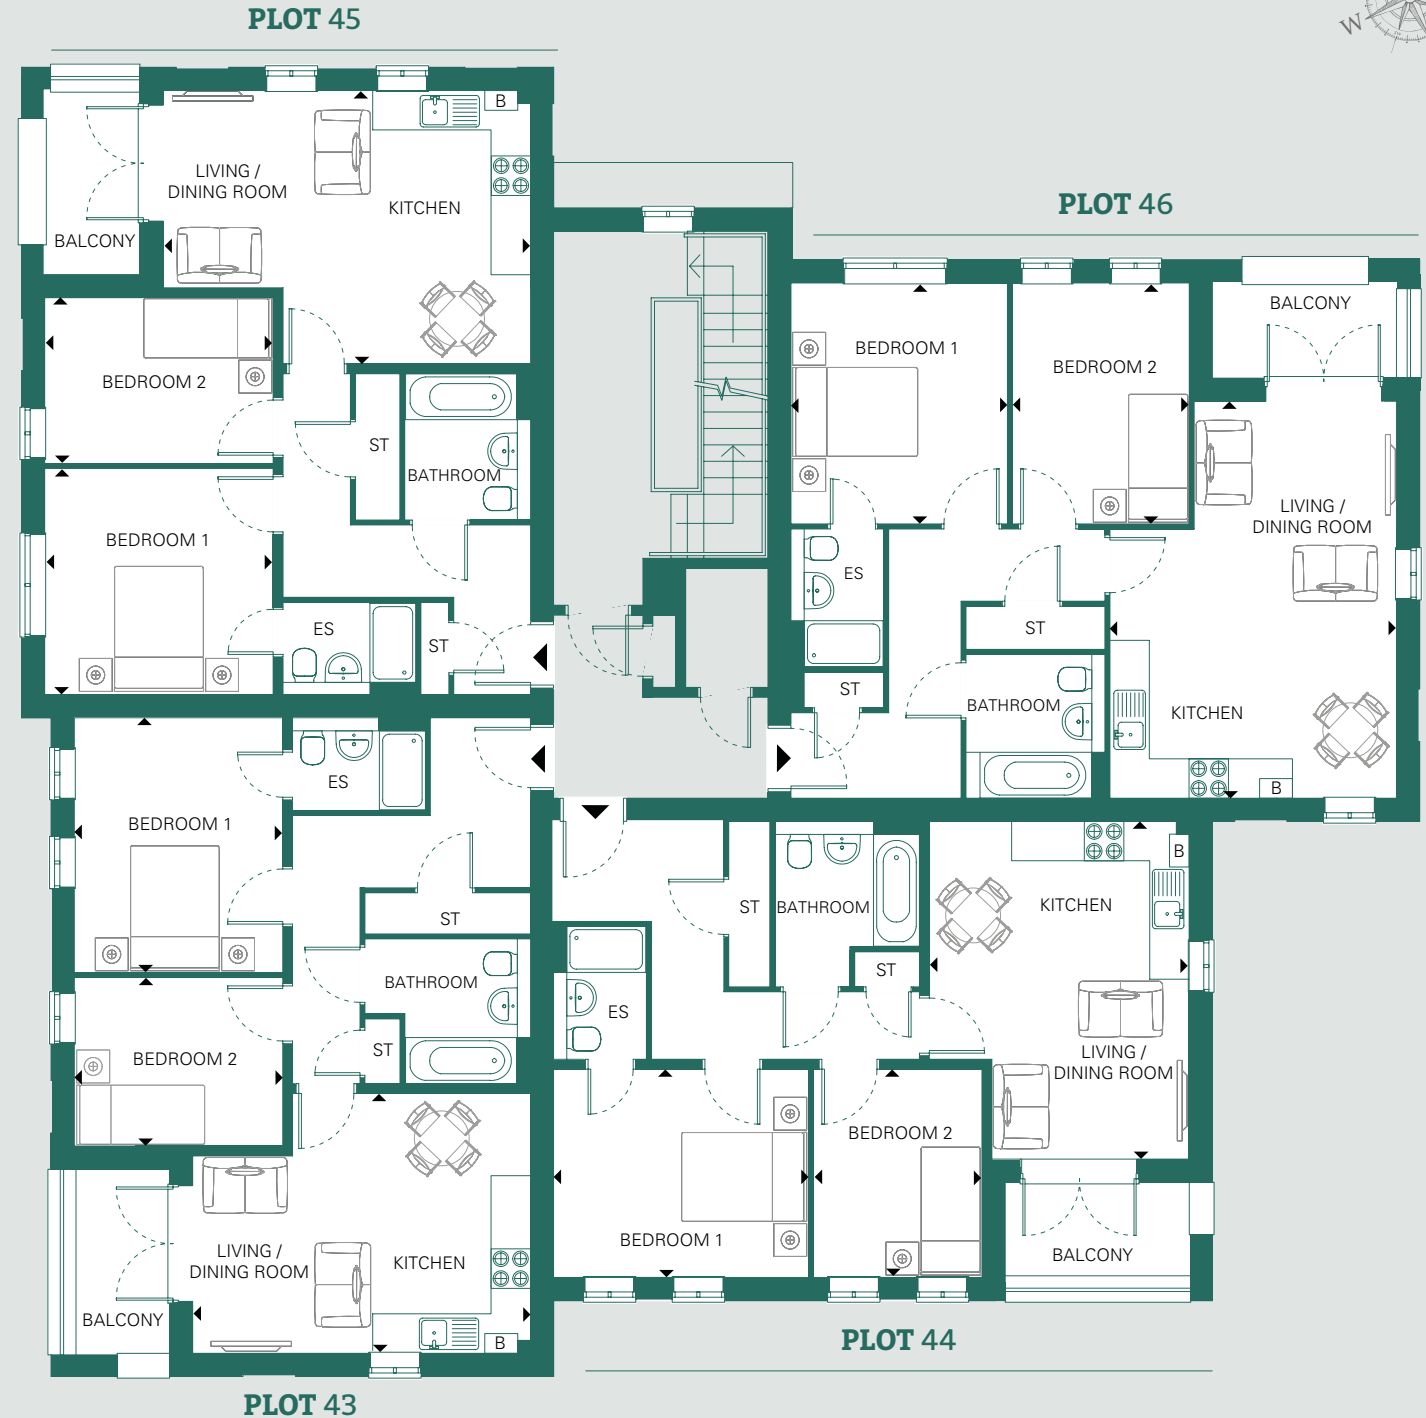 PLOT 45
W
B
LIVING /
DINING ROOM
KITCHEN
BALCONY
BEDROOM 2
ST
BATHROOM
BEDROOM 1
ES
ST
PLOT 46
BALCONY
BEDROOM 1
BEDROOM 2
LIVING /
DINING ROOM
ES
ST
ST
BATHROOM
KITCHEN
B
ES
BEDROOM 1
ST
BATHROOM
ST
BEDROOM 2
LIVING /
DINING ROOM
KITCHEN
BALCONY
B
PLOT 43
B
KITCHEN
ST
BATHROOM
ST
ES
LIVING /
DINING ROOM
BEDROOM 2
BEDROOM 1
BALCONY
PLOT 44